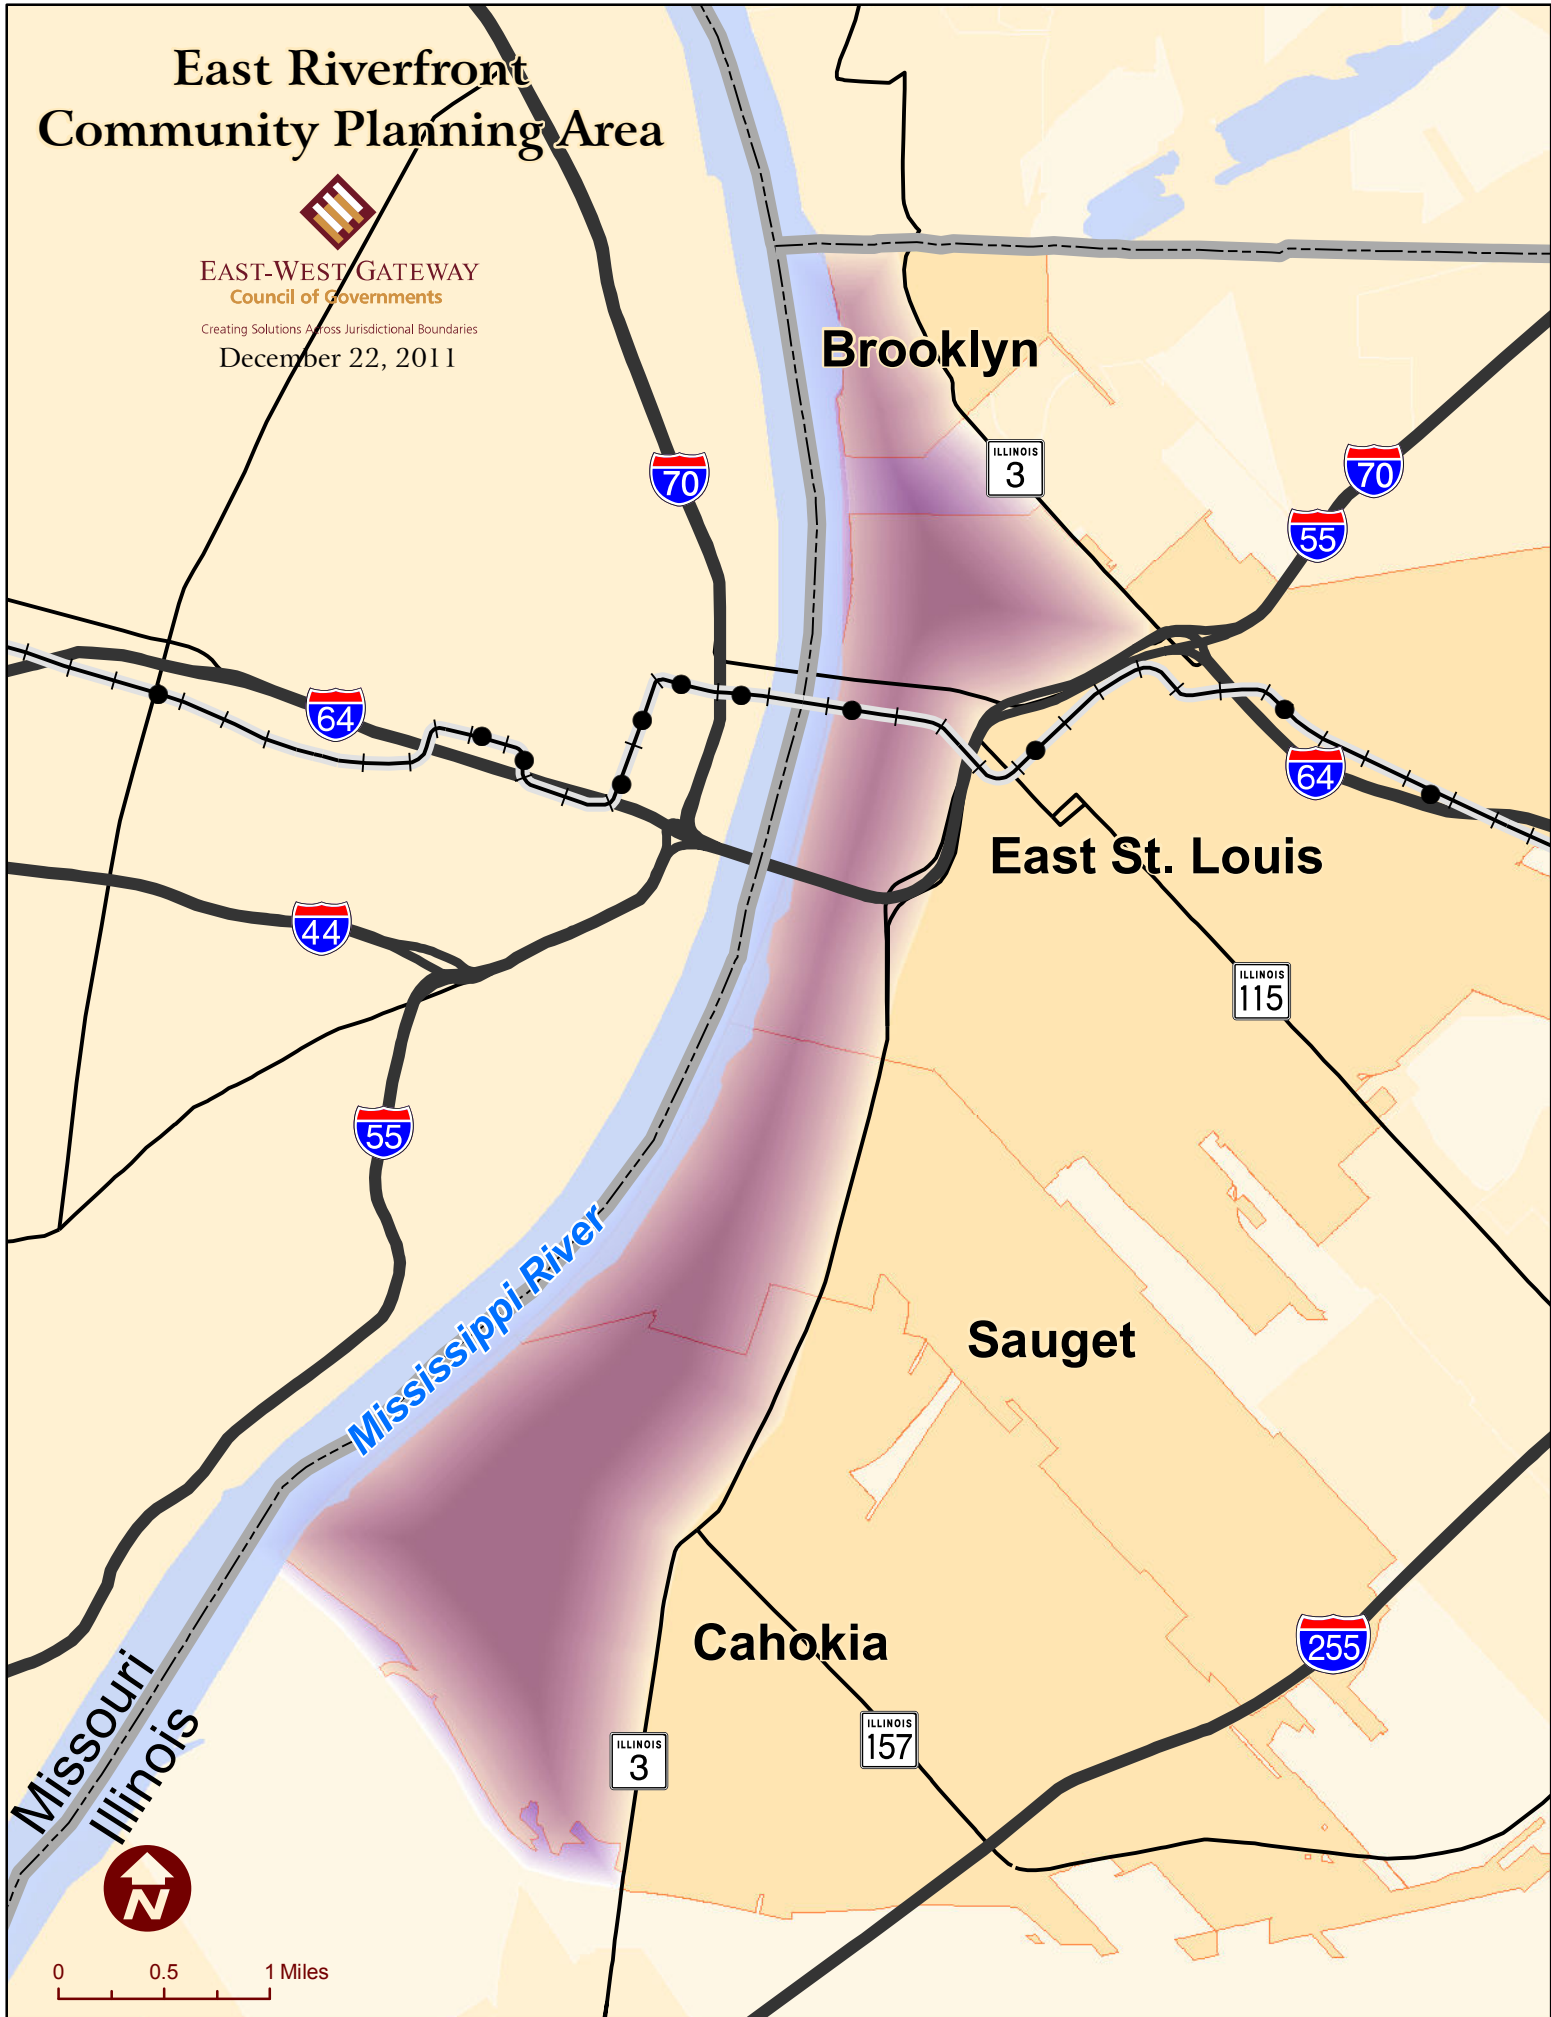 East Riverfront
Community Planning Area
EAST-WEST GATEWAY
Council of Governments
Creating Solutions Across Jurisdictional Boundaries
December 22, 2011
Brooklyn
ILLINOIS
3
70
70
55
64
64
East St. Louis
44
ILLINOIS
115
55
Mississippi River
Sauget
Cahokia
255
Missouri
Illinois
ILLINOIS
157
ILLINOIS
3
N
0 0.5 1 Miles